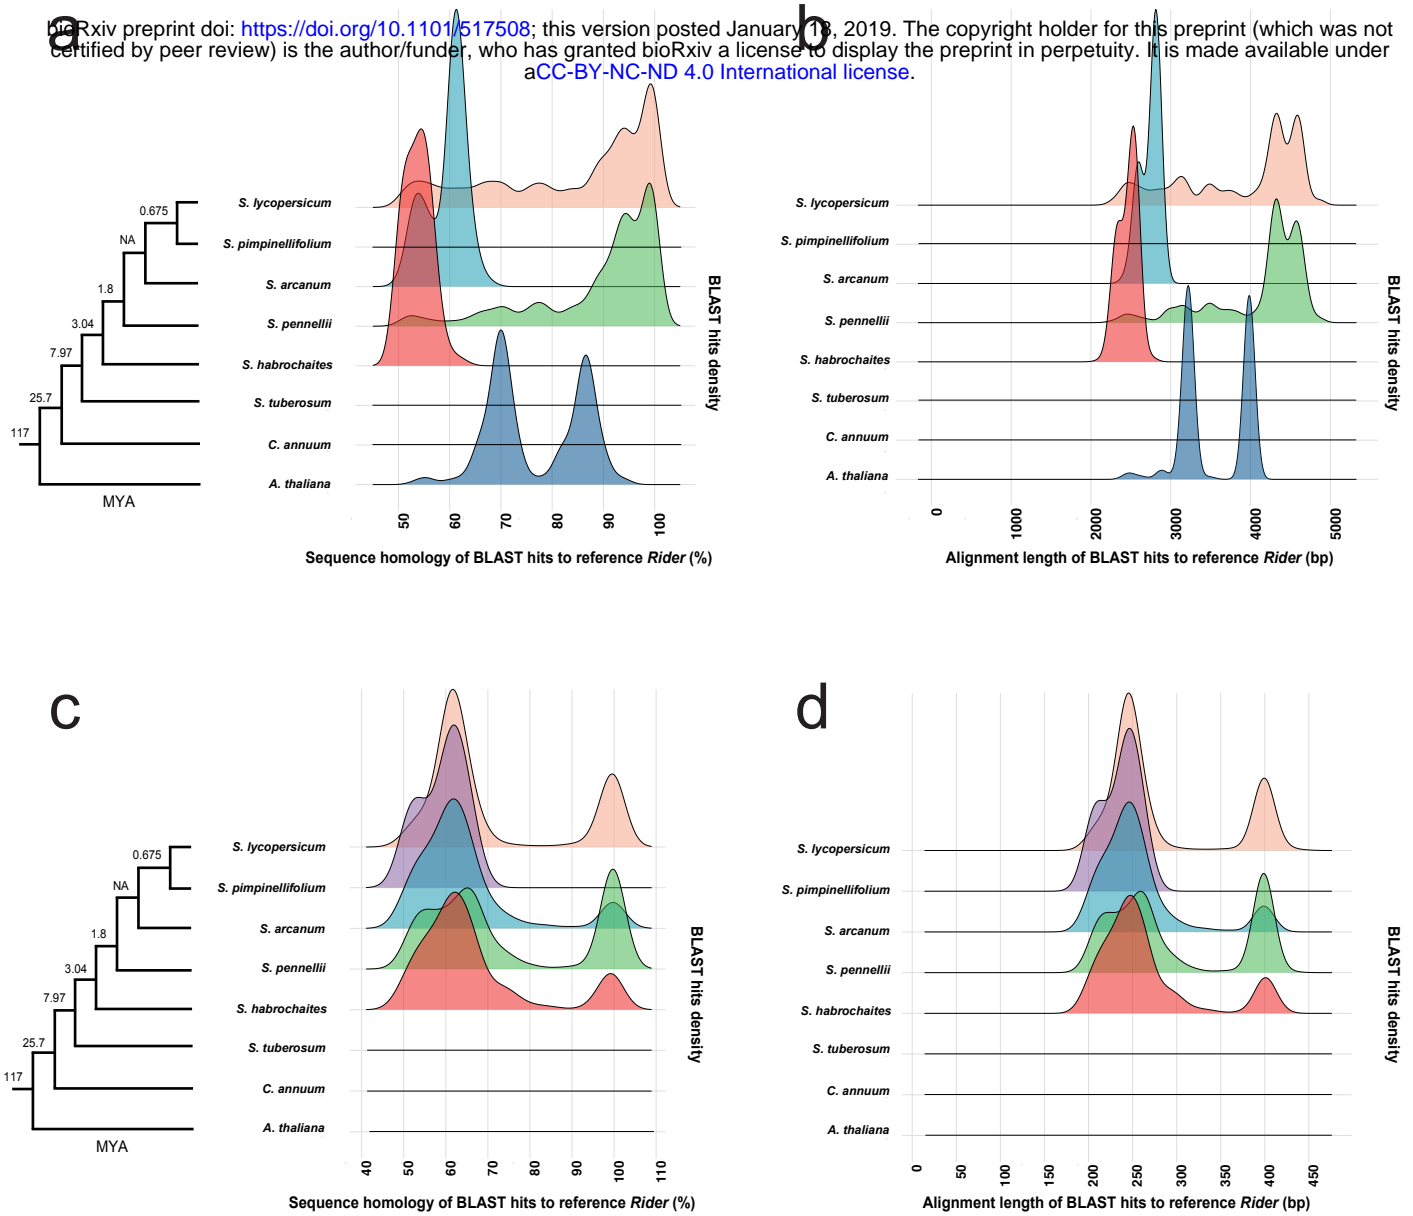 bioRxiv preprint doi: https://doi.org/10.1101/517508; this version posted January 18, 2019. The copyright holder for this preprint (which was not
certified by peer review) is the author/funder, who has granted bioRxiv a license to display the preprint in perpetuity. It is made available under
aCC-BY-NC-ND 4.0 International license.
a
S. lycopersicum
S. pimpinellifolium
S. arcanum
S. pennellii
S. habrochaites
S. tuberosum
C. annuum
A. thaliana
0.675
NA
1.8
3.04
7.97
25.7
117
MYA
BLAST hits density
50 60 70 80 90 100
Sequence homology of BLAST hits to reference Rider (%)
b
S. lycopersicum
S. pimpinellifolium
S. arcanum
S. pennellii
S. habrochaites
S. tuberosum
C. annuum
A. thaliana
BLAST hits density
0 1000 2000 3000 4000 5000
Alignment length of BLAST hits to reference Rider (bp)
c
S. lycopersicum
S. pimpinellifolium
S. arcanum
S. pennellii
S. habrochaites
S. tuberosum
C. annuum
A. thaliana
0.675
NA
1.8
3.04
7.97
25.7
117
MYA
BLAST hits density
40 50 60 70 80 90 100 110
Sequence homology of BLAST hits to reference Rider (%)
d
S. lycopersicum
S. pimpinellifolium
S. arcanum
S. pennellii
S. habrochaites
S. tuberosum
C. annuum
A. thaliana
BLAST hits density
0 50 100 150 200 250 300 350 400 450
Alignment length of BLAST hits to reference Rider (bp)